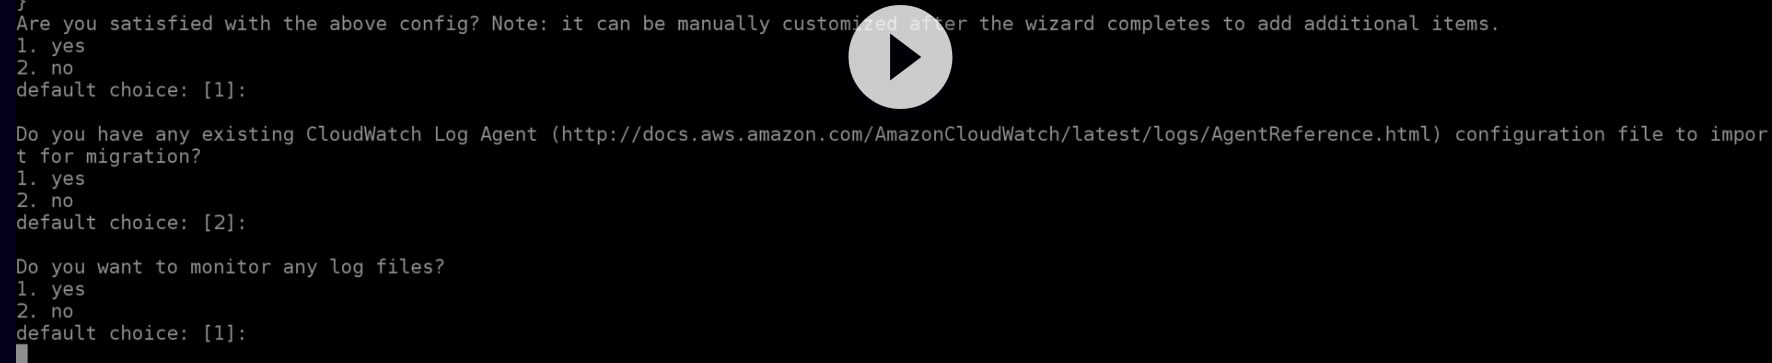 }
Are you satisfied with the above config? Note: it can be manually customized after the wizard completes to add additional items.
1. yes
2. no
default choice: [1]:
Do you have any existing CloudWatch Log Agent (http://docs.aws.amazon.com/AmazonCloudWatch/latest/logs/AgentReference.html) configuration file to impor
t for migration?
1. yes
2. no
default choice: [2]:
Do you want to monitor any log files?
1. yes
2. no
default choice: [1]: